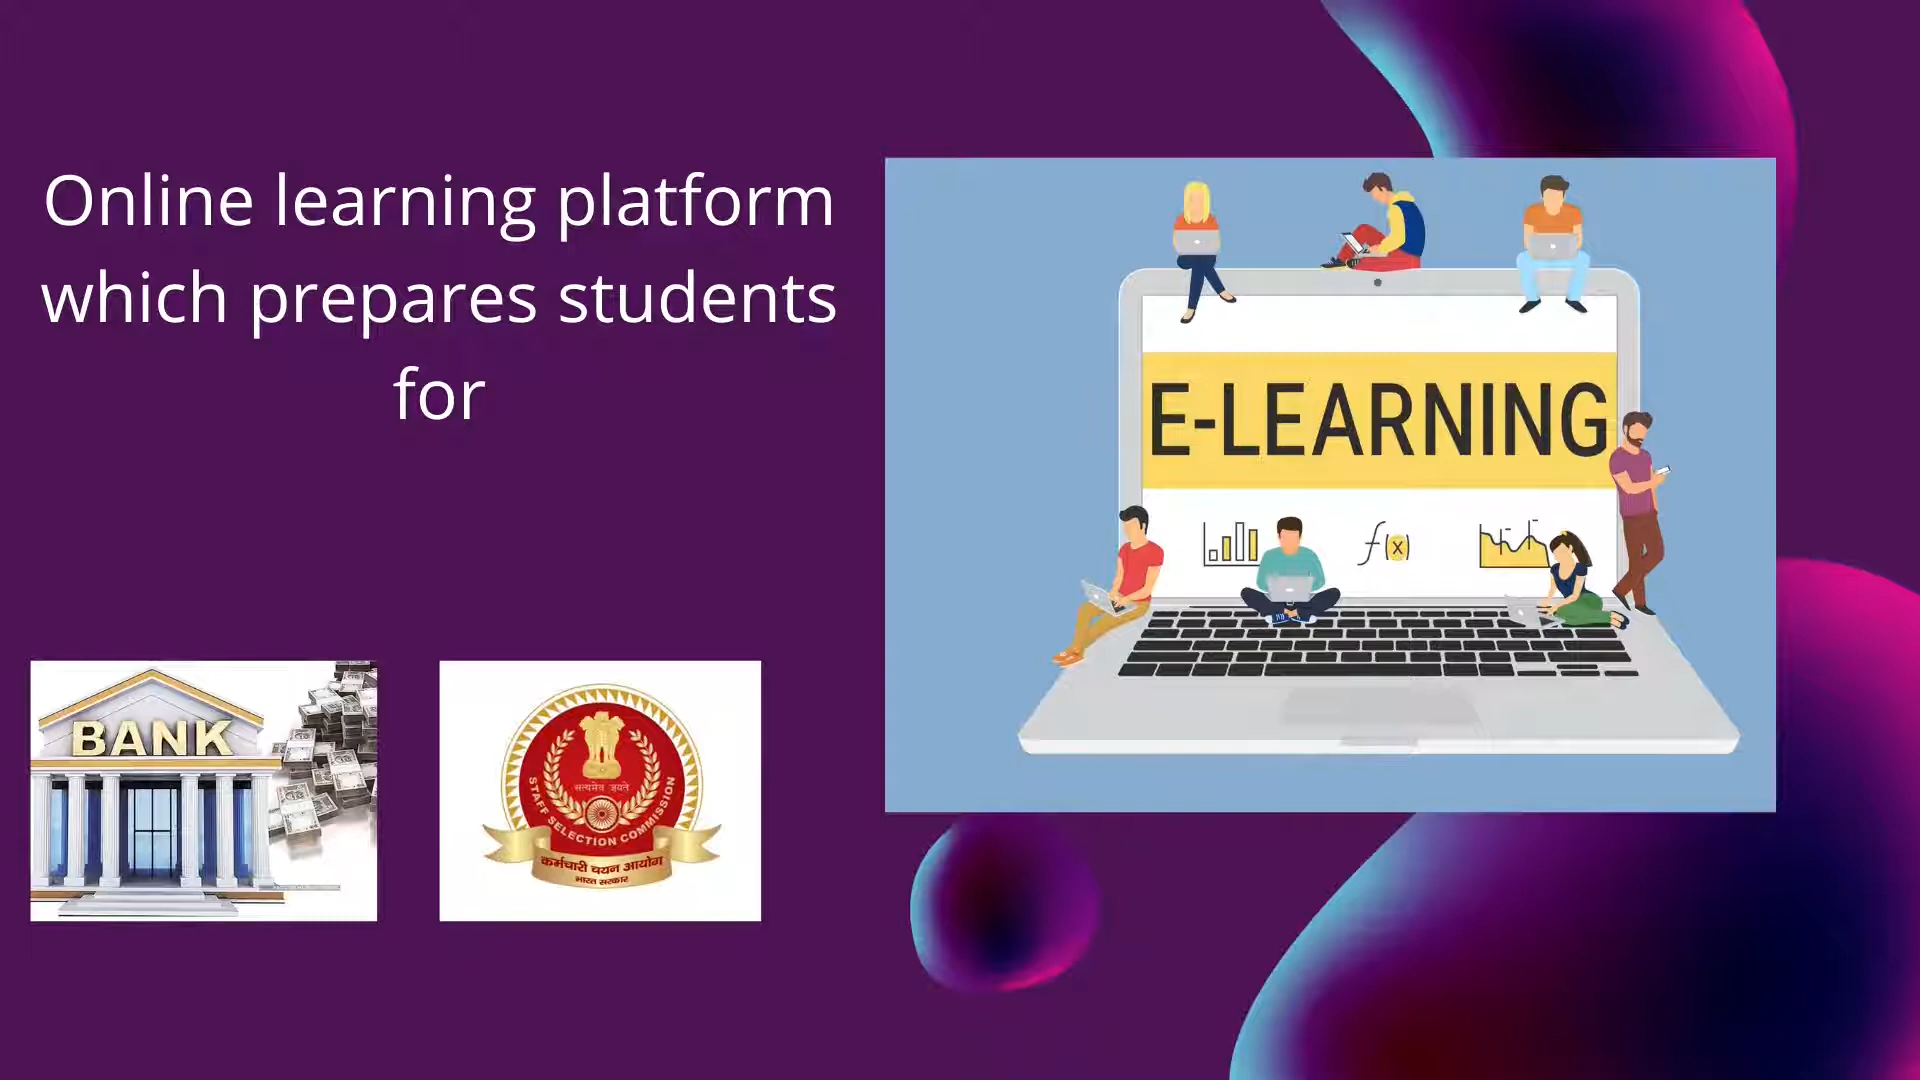 Online learning platform
which prepares students
for
E-LEARNING
f(x)
BANK
सत्यमेव जयते
STAFF SELECTION COMMISSION
कर्मचारी चयन आयोग
भारत सरकार